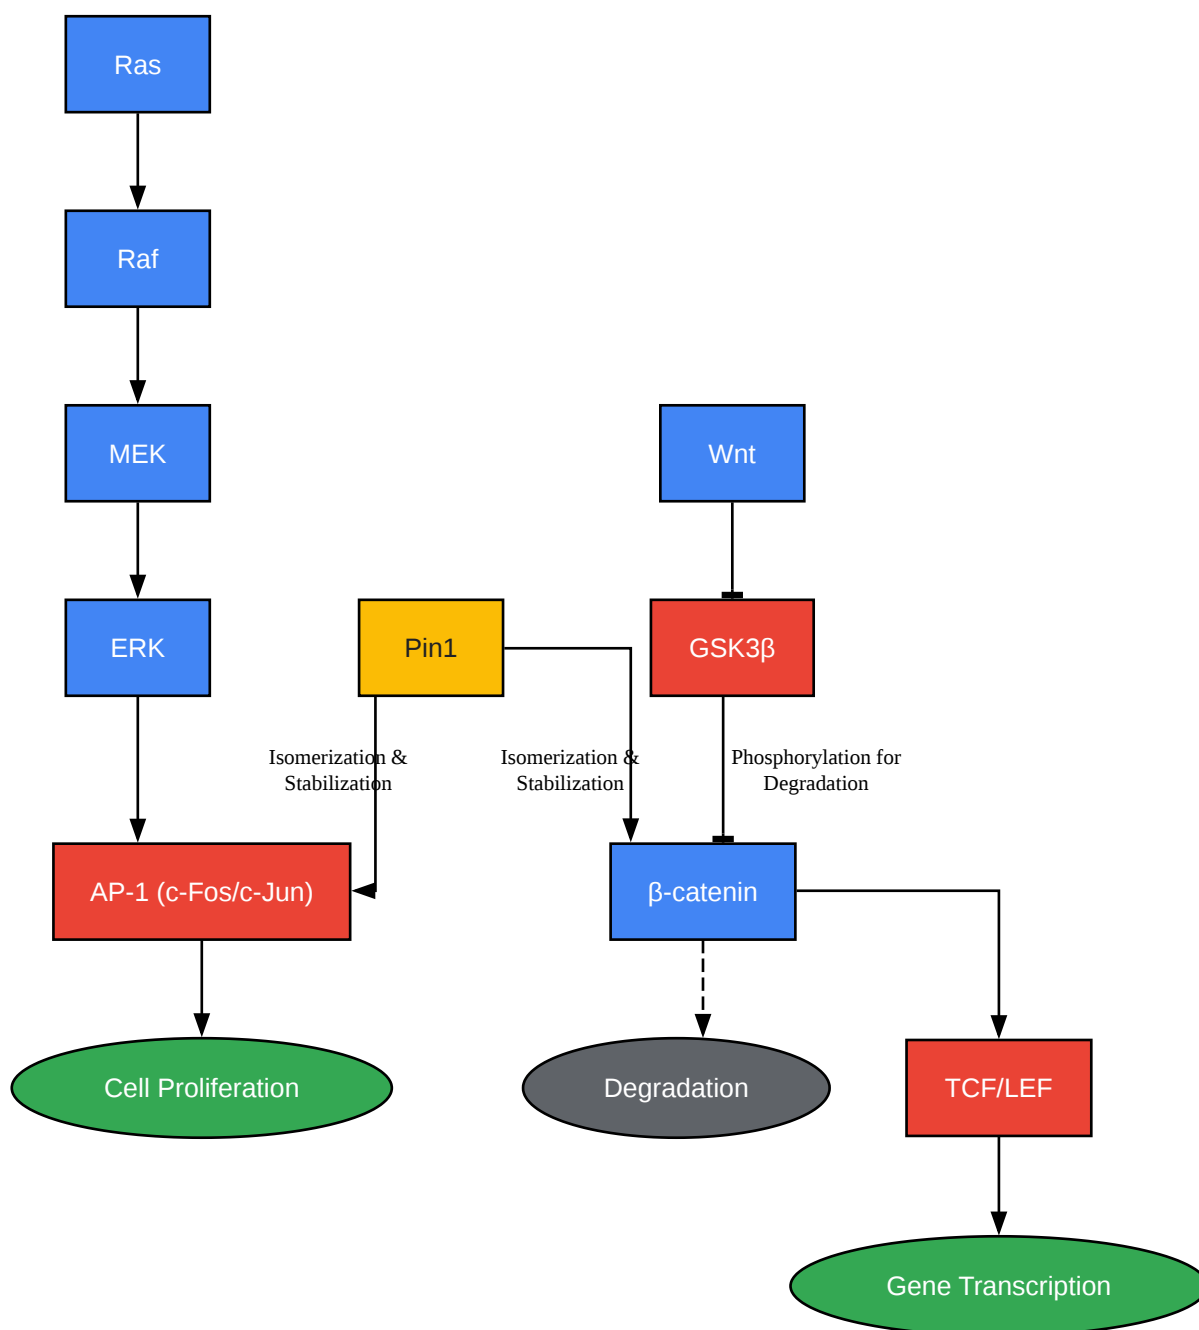 Ras
Raf
MEK
Wnt
ERK
Pin1
GSK3β
Isomerization &
Stabilization
Isomerization &
Stabilization
Phosphorylation for
Degradation
AP-1 (c-Fos/c-Jun)
β-catenin
Cell Proliferation
Degradation
TCF/LEF
Gene Transcription